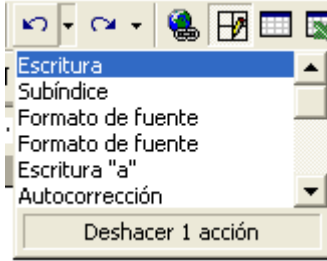 Escritura
Subíndice
Formato de fuente
Formato de fuente
Escritura "a"
Autocorrección
Deshacer 1 acción